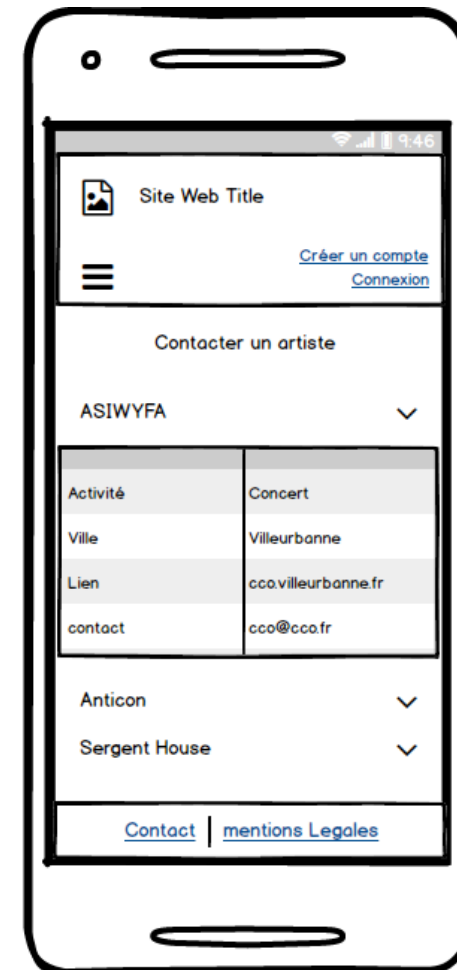 9:46
Site Web Title
Créer un compte
Connexion
Contacter un artiste
ASIWYFA
Activité Concert
Ville Villeurbanne
Lien cco.villeurbanne.fr
contact cco@cco.fr
Anticon
Sergent House
Contact mentions Legales